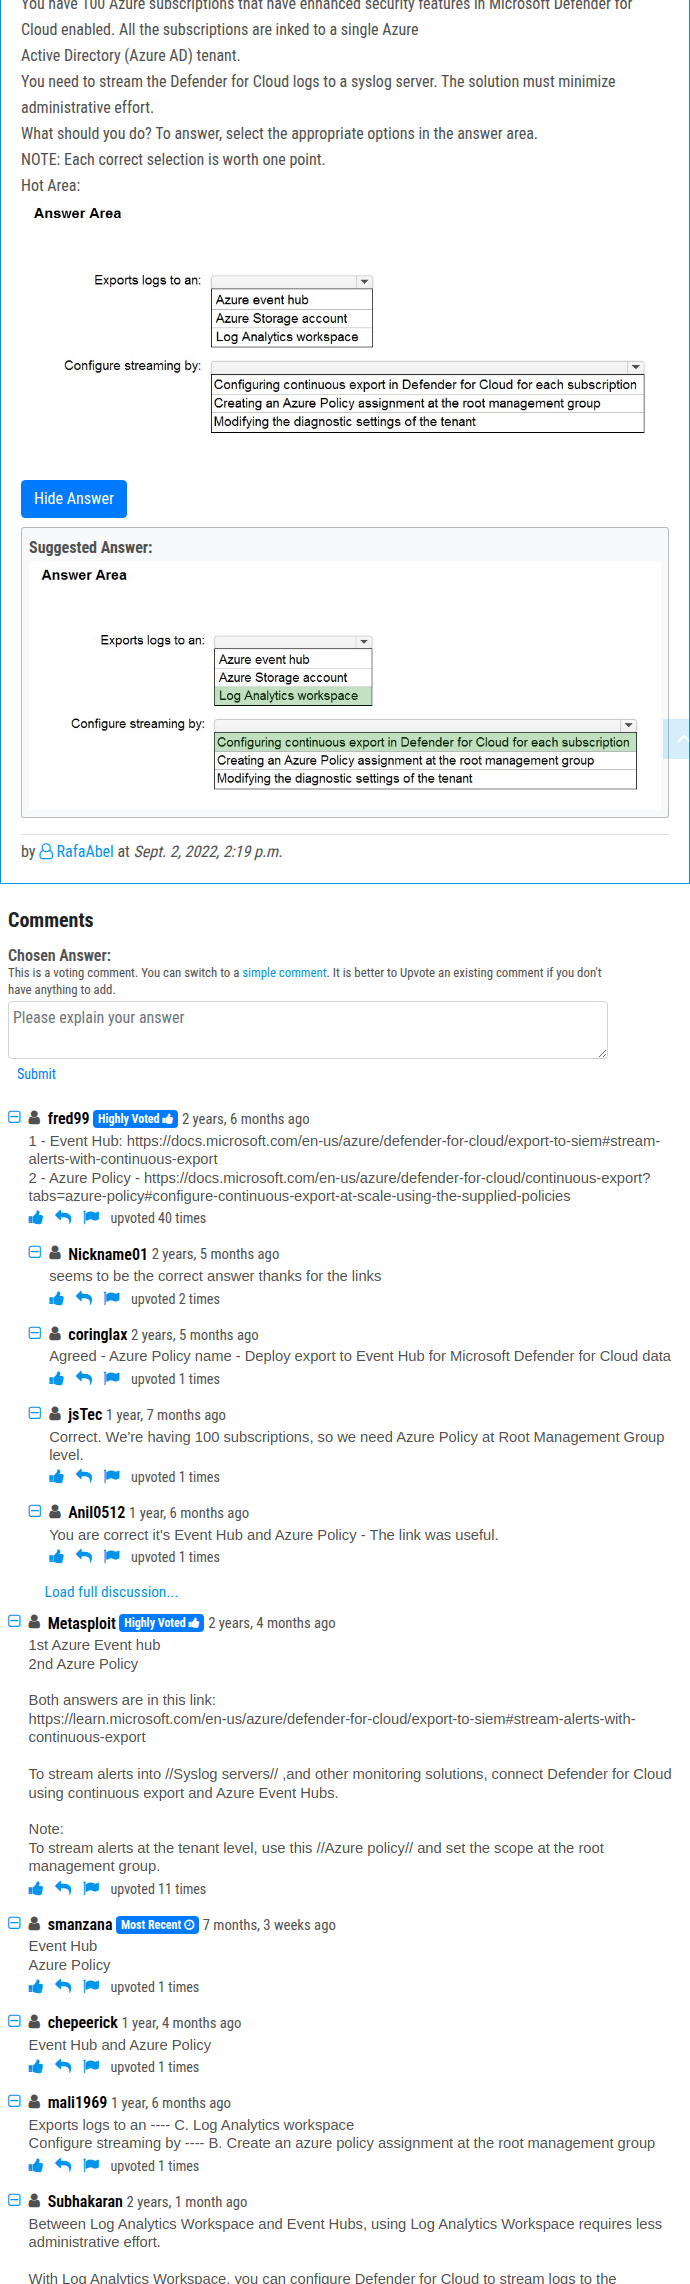 You have 100 Azure subscriptions that have enhanced security features in Microsoft Defender for
Cloud enabled. All the subscriptions are inked to a single Azure
Active Directory (Azure AD) tenant.
You need to stream the Defender for Cloud logs to a syslog server. The solution must minimize
administrative effort.
What should you do? To answer, select the appropriate options in the answer area.
NOTE: Each correct selection is worth one point.
Hot Area:
Answer Area
Exports logs to an:
Azure event hub
Azure Storage account
Log Analytics workspace
Configure streaming by:
Configuring continuous export in Defender for Cloud for each subscription
Creating an Azure Policy assignment at the root management group
Modifying the diagnostic settings of the tenant
Hide Answer
Suggested Answer:
Answer Area
Exports logs to an:
Azure event hub
Azure Storage account
Log Analytics workspace
Configure streaming by:
Configuring continuous export in Defender for Cloud for each subscription
Creating an Azure Policy assignment at the root management group
Modifying the diagnostic settings of the tenant
by RafaAbel at Sept. 2, 2022, 2:19 p.m.
Comments
Chosen Answer:
This is a voting comment. You can switch to a simple comment. It is better to Upvote an existing comment if you don't
have anything to add.
Please explain your answer
Submit
fred99 Highly Voted 2 years, 6 months ago
1 - Event Hub: https://docs.microsoft.com/en-us/azure/defender-for-cloud/export-to-siem#stream-
alerts-with-continuous-export
2 - Azure Policy - https://docs.microsoft.com/en-us/azure/defender-for-cloud/continuous-export?
tabs=azure-policy#configure-continuous-export-at-scale-using-the-supplied-policies
upvoted 40 times
Nickname01 2 years, 5 months ago
seems to be the correct answer thanks for the links
upvoted 2 times
coringlax 2 years, 5 months ago
Agreed - Azure Policy name - Deploy export to Event Hub for Microsoft Defender for Cloud data
upvoted 1 times
jsTec 1 year, 7 months ago
Correct. We're having 100 subscriptions, so we need Azure Policy at Root Management Group
level.
upvoted 1 times
Anil0512 1 year, 6 months ago
You are correct it's Event Hub and Azure Policy - The link was useful.
upvoted 1 times
Load full discussion...
Metasploit Highly Voted 2 years, 4 months ago
1st Azure Event hub
2nd Azure Policy
Both answers are in this link:
https://learn.microsoft.com/en-us/azure/defender-for-cloud/export-to-siem#stream-alerts-with-
continuous-export
To stream alerts into //Syslog servers// ,and other monitoring solutions, connect Defender for Cloud
using continuous export and Azure Event Hubs.
Note:
To stream alerts at the tenant level, use this //Azure policy// and set the scope at the root
management group.
upvoted 11 times
smanzana Most Recent 7 months, 3 weeks ago
Event Hub
Azure Policy
upvoted 1 times
chepeerick 1 year, 4 months ago
Event Hub and Azure Policy
upvoted 1 times
mali1969 1 year, 6 months ago
Exports logs to an ---- C. Log Analytics workspace
Configure streaming by ---- B. Create an azure policy assignment at the root management group
upvoted 1 times
Subhakaran 2 years, 1 month ago
Between Log Analytics Workspace and Event Hubs, using Log Analytics Workspace requires less
administrative effort.
With Log Analytics Workspace, you can configure Defender for Cloud to stream logs to the